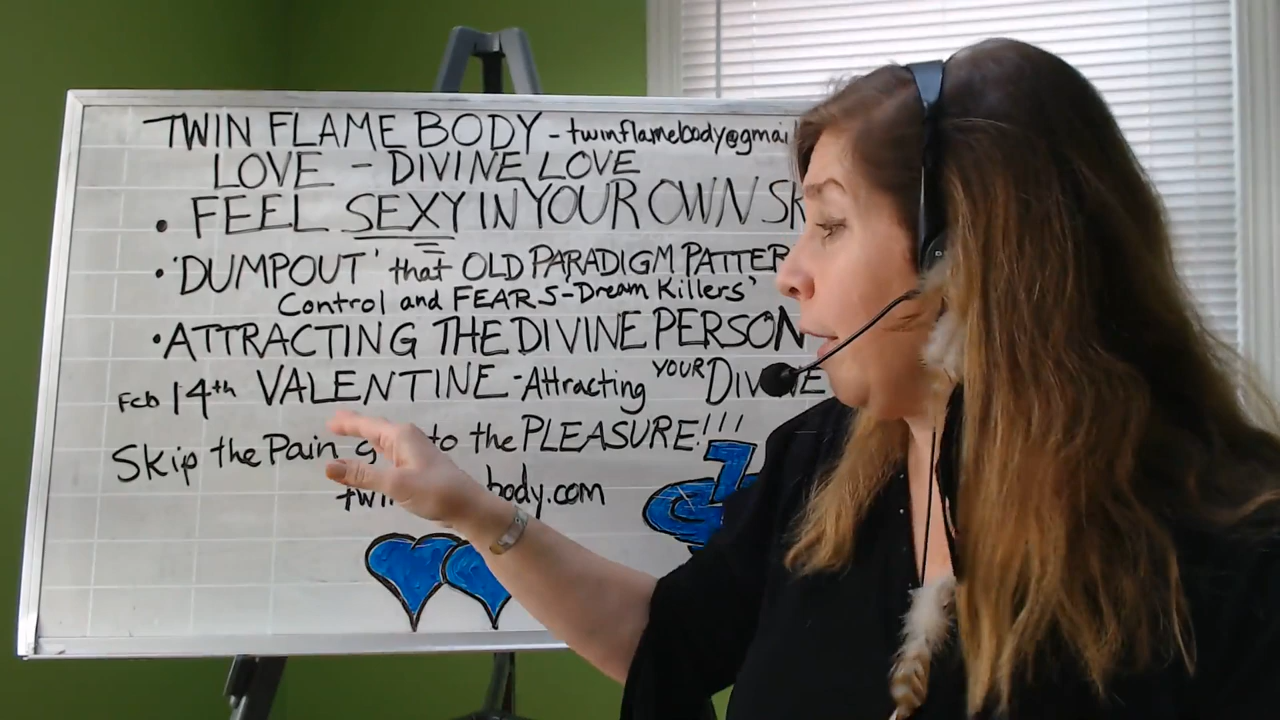 TWIN FLAME BODY - twinflamebody@gmai
LOVE - DIVINE LOVE
• FEEL SEXY IN YOUR OWN SK
• 'DUMPOUT' that OLD PARADIGM PATTER
Control and FEARS-Dream Killers'
• ATTRACTING THE DIVINE PERSON
Feb 14th VALENTINE - Attracting YOUR DIVINE
Skip the Pain to the PLEASURE!!!
body.com